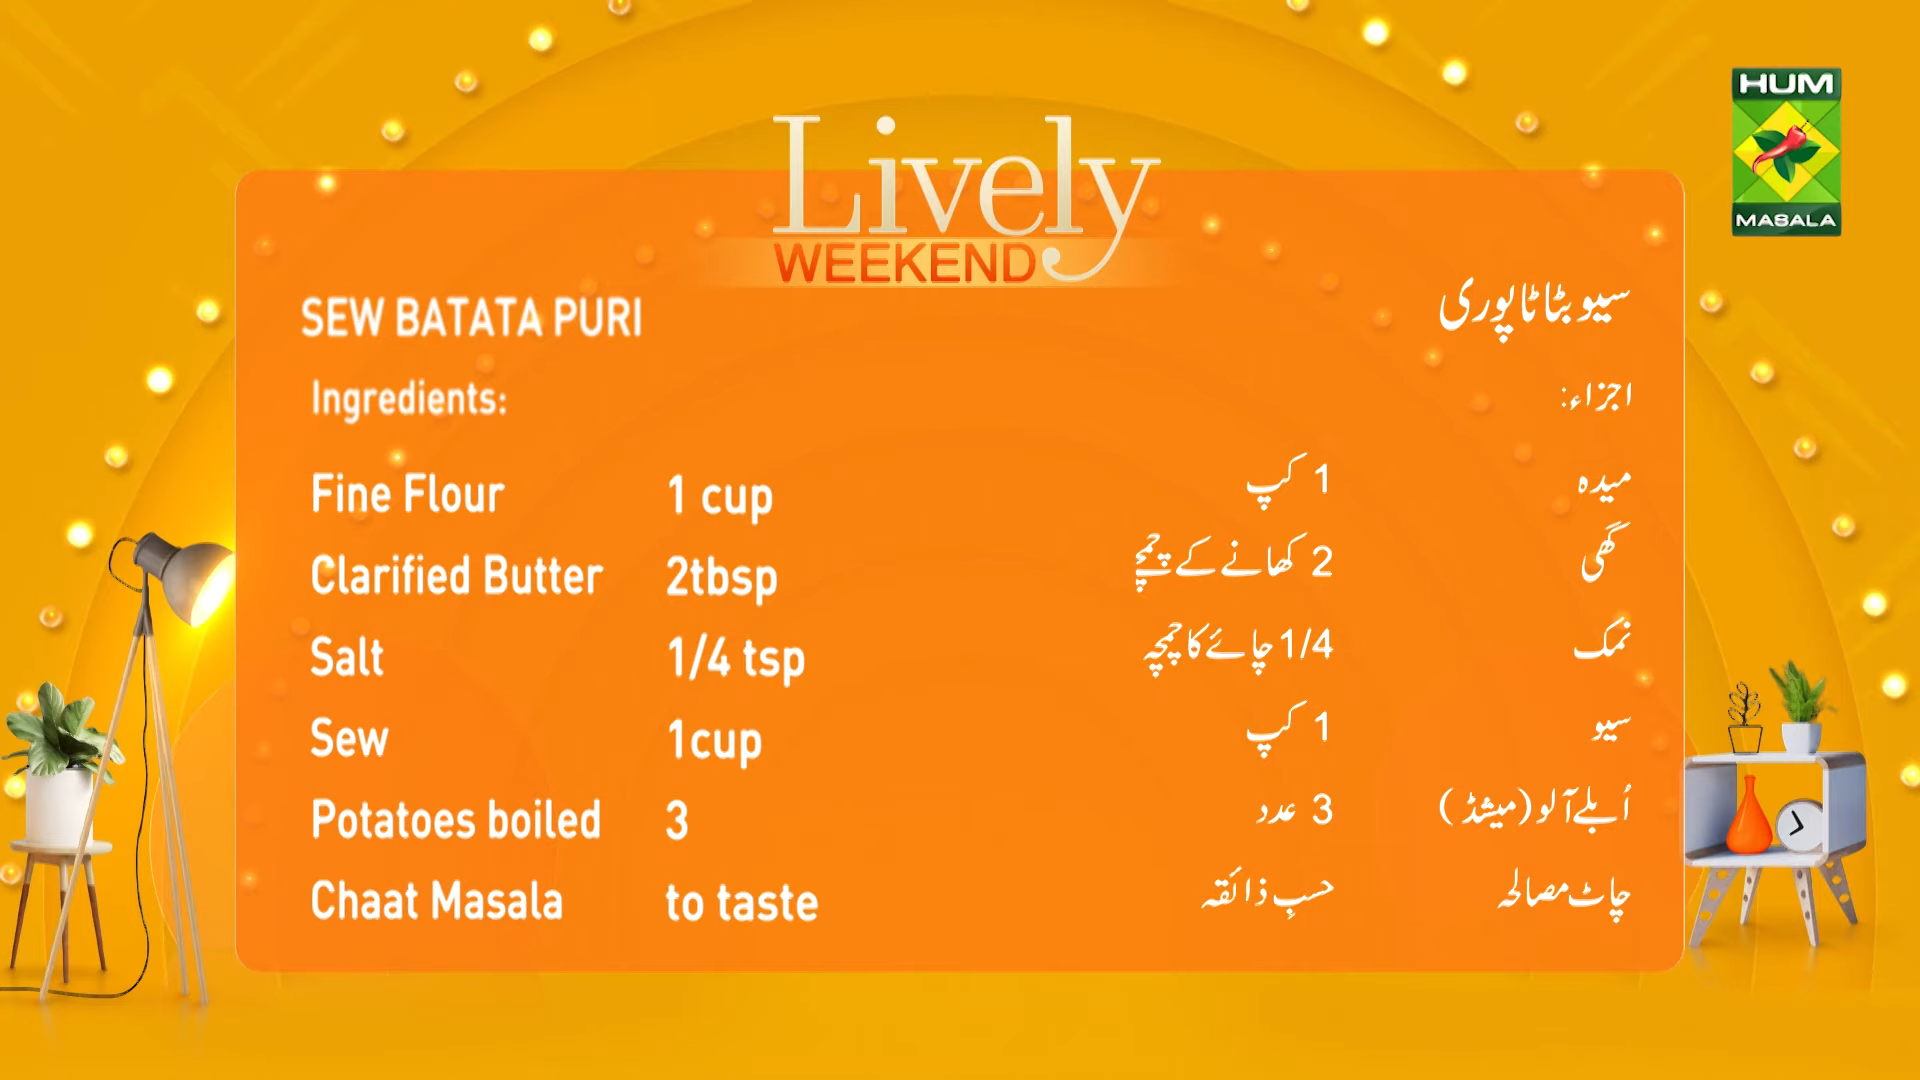 HUM
MASALA
Lively
WEEKEND
SEW BATATA PURI
سیو بٹاٹا پوری
Ingredients:
اجزاء:
Fine Flour 1 cup
میدہ 1 کپ
Clarified Butter 2tbsp
گھی 2 کھانے کے چمچے
Salt 1/4 tsp
نمک 1/4 چائے کا چمچہ
Sew 1cup
سیو 1 کپ
Potatoes boiled 3
اُبلے آلو (میشڈ) 3 عدد
Chaat Masala to taste
چاٹ مصالحہ حسبِ ذائقہ